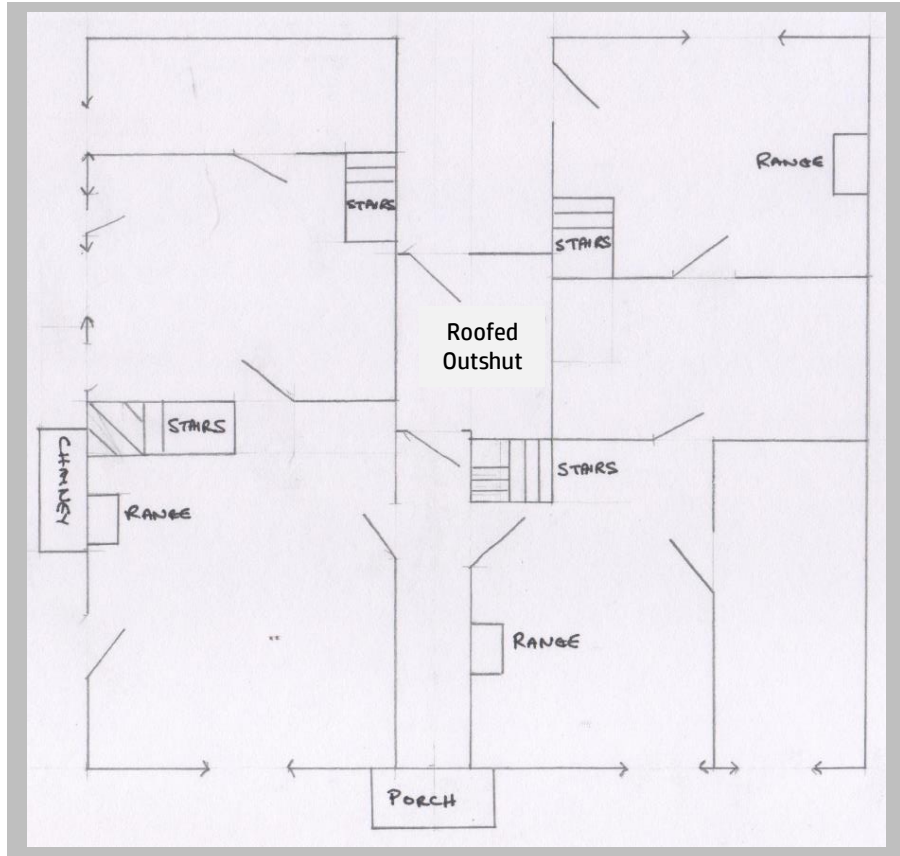 RANGE
STAIRS
STAIRS
Roofed
Outshut
STAIRS
CHIMNEY
STAIRS
RANGE
RANGE
PORCH